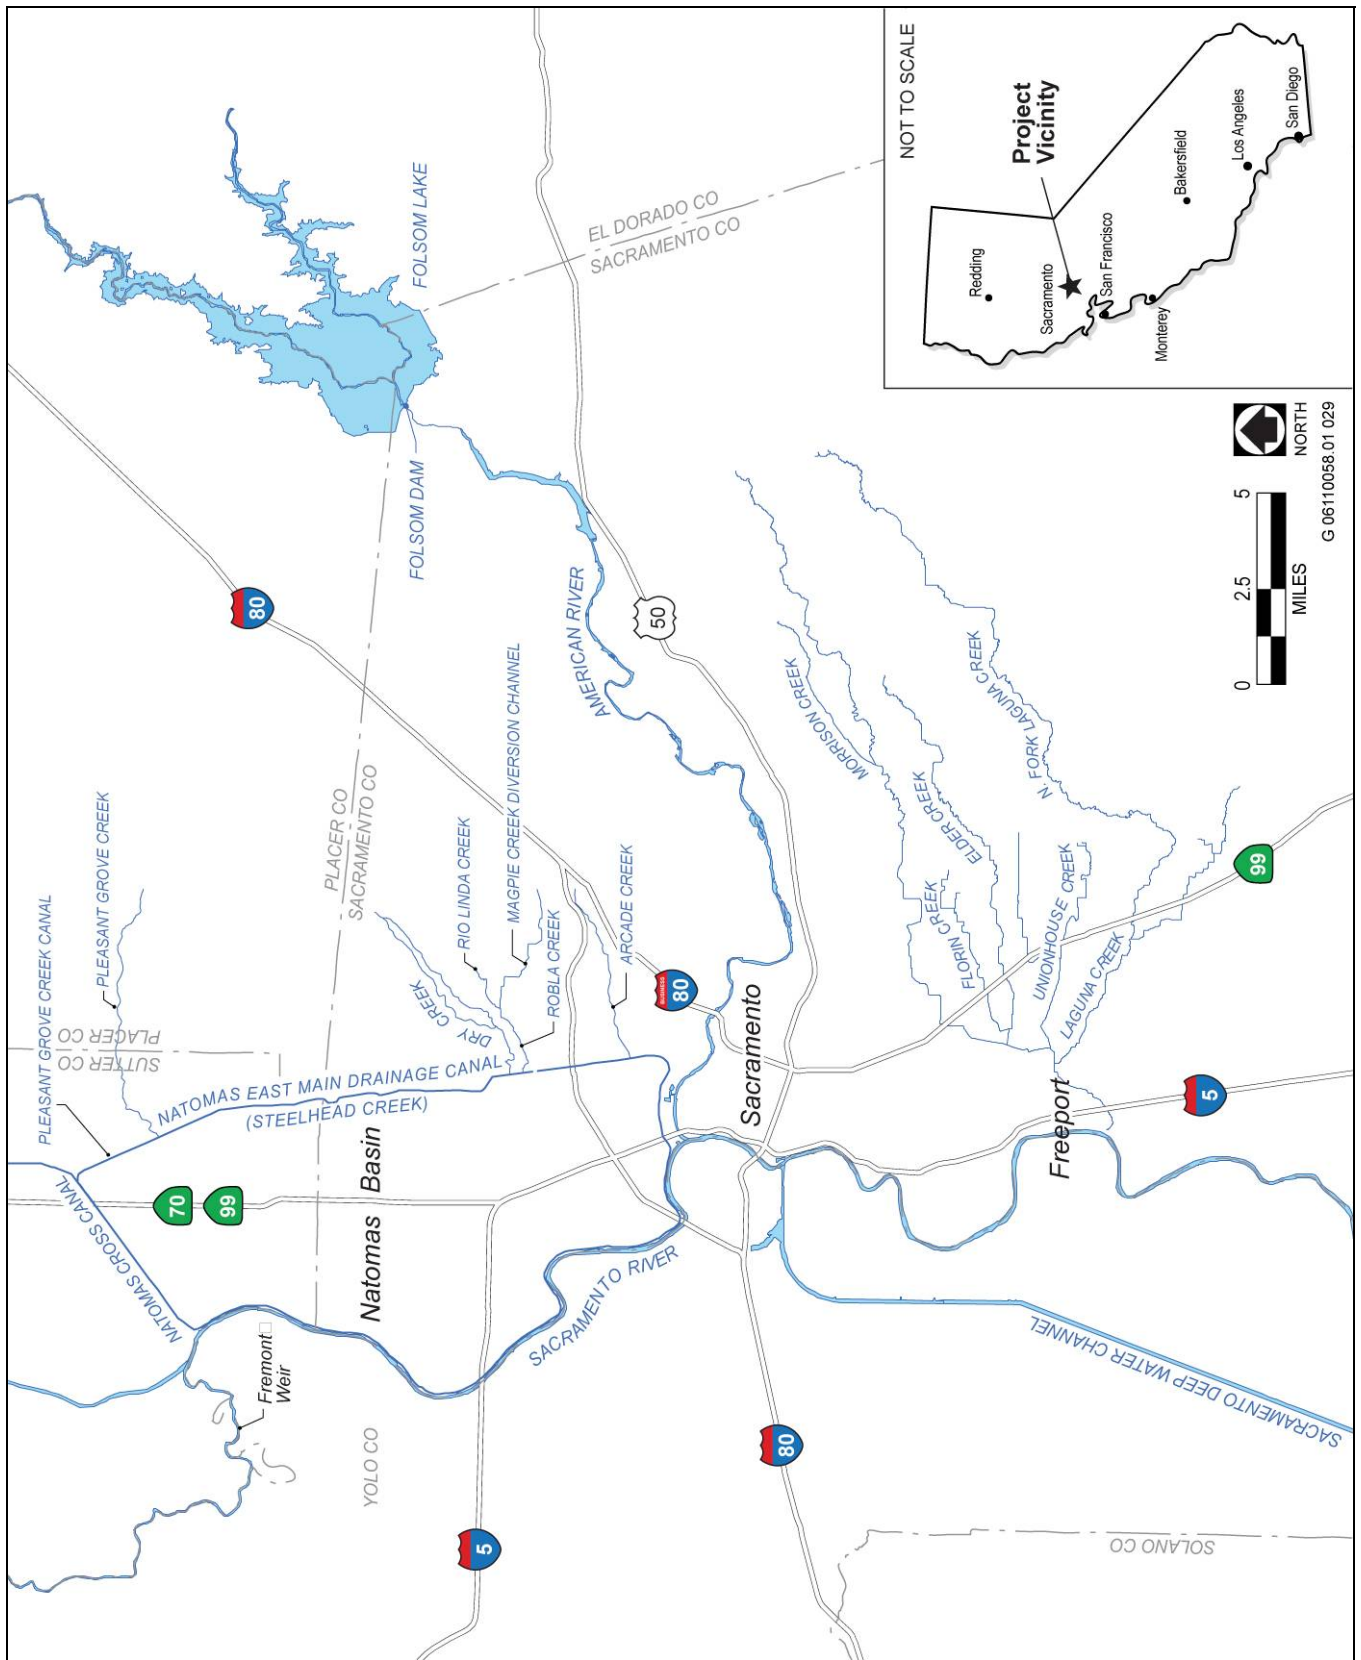 NOT TO SCALE
Project
Vicinity
Redding
Sacramento
San Francisco
Monterey
Bakersfield
Los Angeles
San Diego
FOLSOM LAKE
EL DORADO CO
SACRAMENTO CO
FOLSOM DAM
80
AMERICAN RIVER
50
PLACER CO
SACRAMENTO CO
PLEASANT GROVE CREEK CANAL
PLEASANT GROVE CREEK
RIO LINDA CREEK
MAGPIE CREEK DIVERSION CHANNEL
ROBLA CREEK
ARCADE CREEK
DRY CREEK
SUTTER CO
PLACER CO
NATOMAS EAST MAIN DRAINAGE CANAL
(STEELHEAD CREEK)
BUSINESS
80
Sacramento
MORRISON CREEK
ELDER CREEK
FLORIN CREEK
UNIONHOUSE CREEK
LAGUNA CREEK
N. FORK LAGUNA CREEK
99
5
Freeport
70
99
NATOMAS CROSS CANAL
Natomas Basin
SACRAMENTO RIVER
Fremont
Weir
YOLO CO
5
80
SACRAMENTO DEEP WATER CHANNEL
SOLANO CO
0 2.5 5
MILES
NORTH
G 06110058.01 029